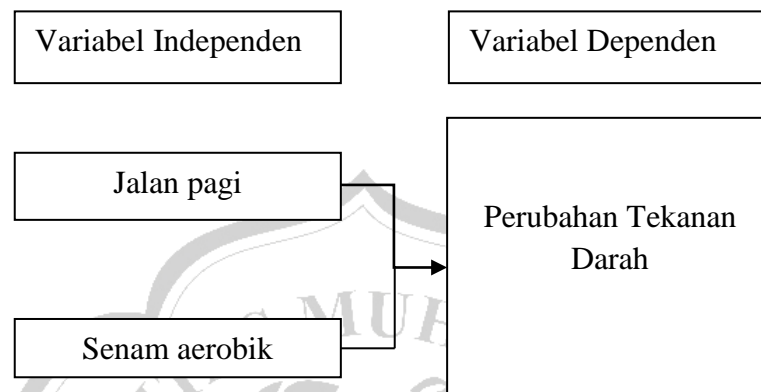 Variabel Independen
Variabel Dependen
Jalan pagi
Perubahan Tekanan
Darah
Senam aerobik